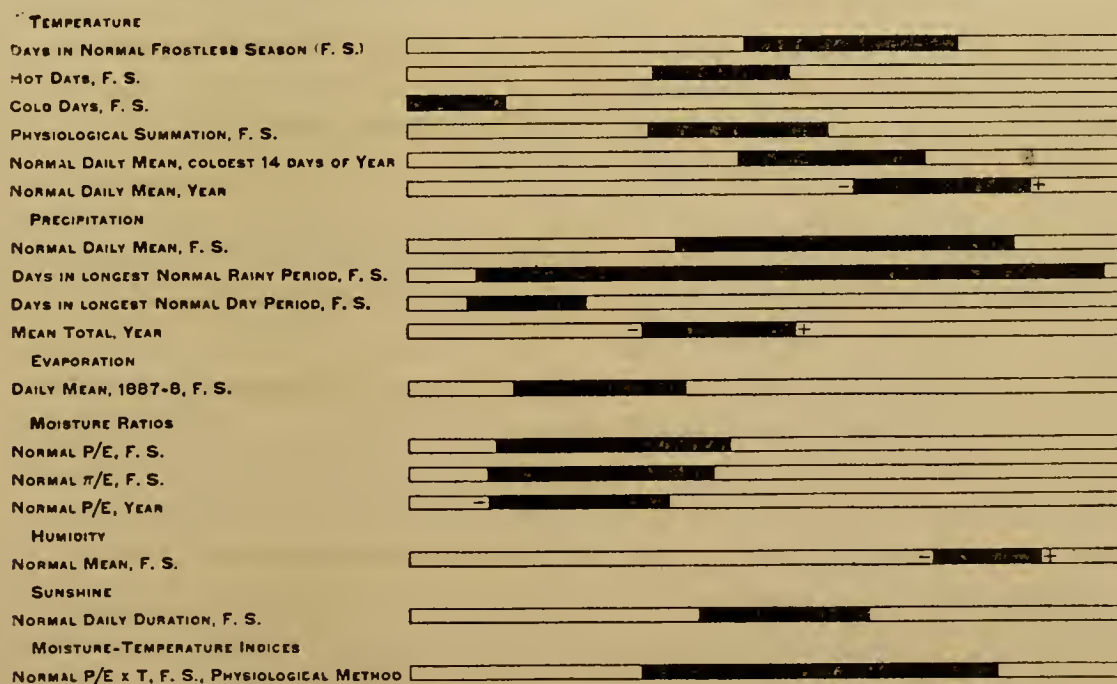 TEMPERATURE
DAYS IN NORMAL FROSTLESS SEASON (F. S.)
HOT DAYS, F. S.
COLD DAYS, F. S.
PHYSIOLOGICAL SUMMATION, F. S.
NORMAL DAILY MEAN, COLDEST 14 DAYS OF YEAR
NORMAL DAILY MEAN, YEAR - +
PRECIPITATION
NORMAL DAILY MEAN, F. S.
DAYS IN LONGEST NORMAL RAINY PERIOD, F. S.
DAYS IN LONGEST NORMAL DRY PERIOD, F. S.
MEAN TOTAL, YEAR - +
EVAPORATION
DAILY MEAN, 1887-8, F. S.
MOISTURE RATIOS
NORMAL P/E, F. S.
NORMAL π/E, F. S.
NORMAL P/E, YEAR -
HUMIDITY
NORMAL MEAN, F. S. - +
SUNSHINE
NORMAL DAILY DURATION, F. S.
MOISTURE-TEMPERATURE INDICES
NORMAL P/E X T, F. S., PHYSIOLOGICAL METHOD